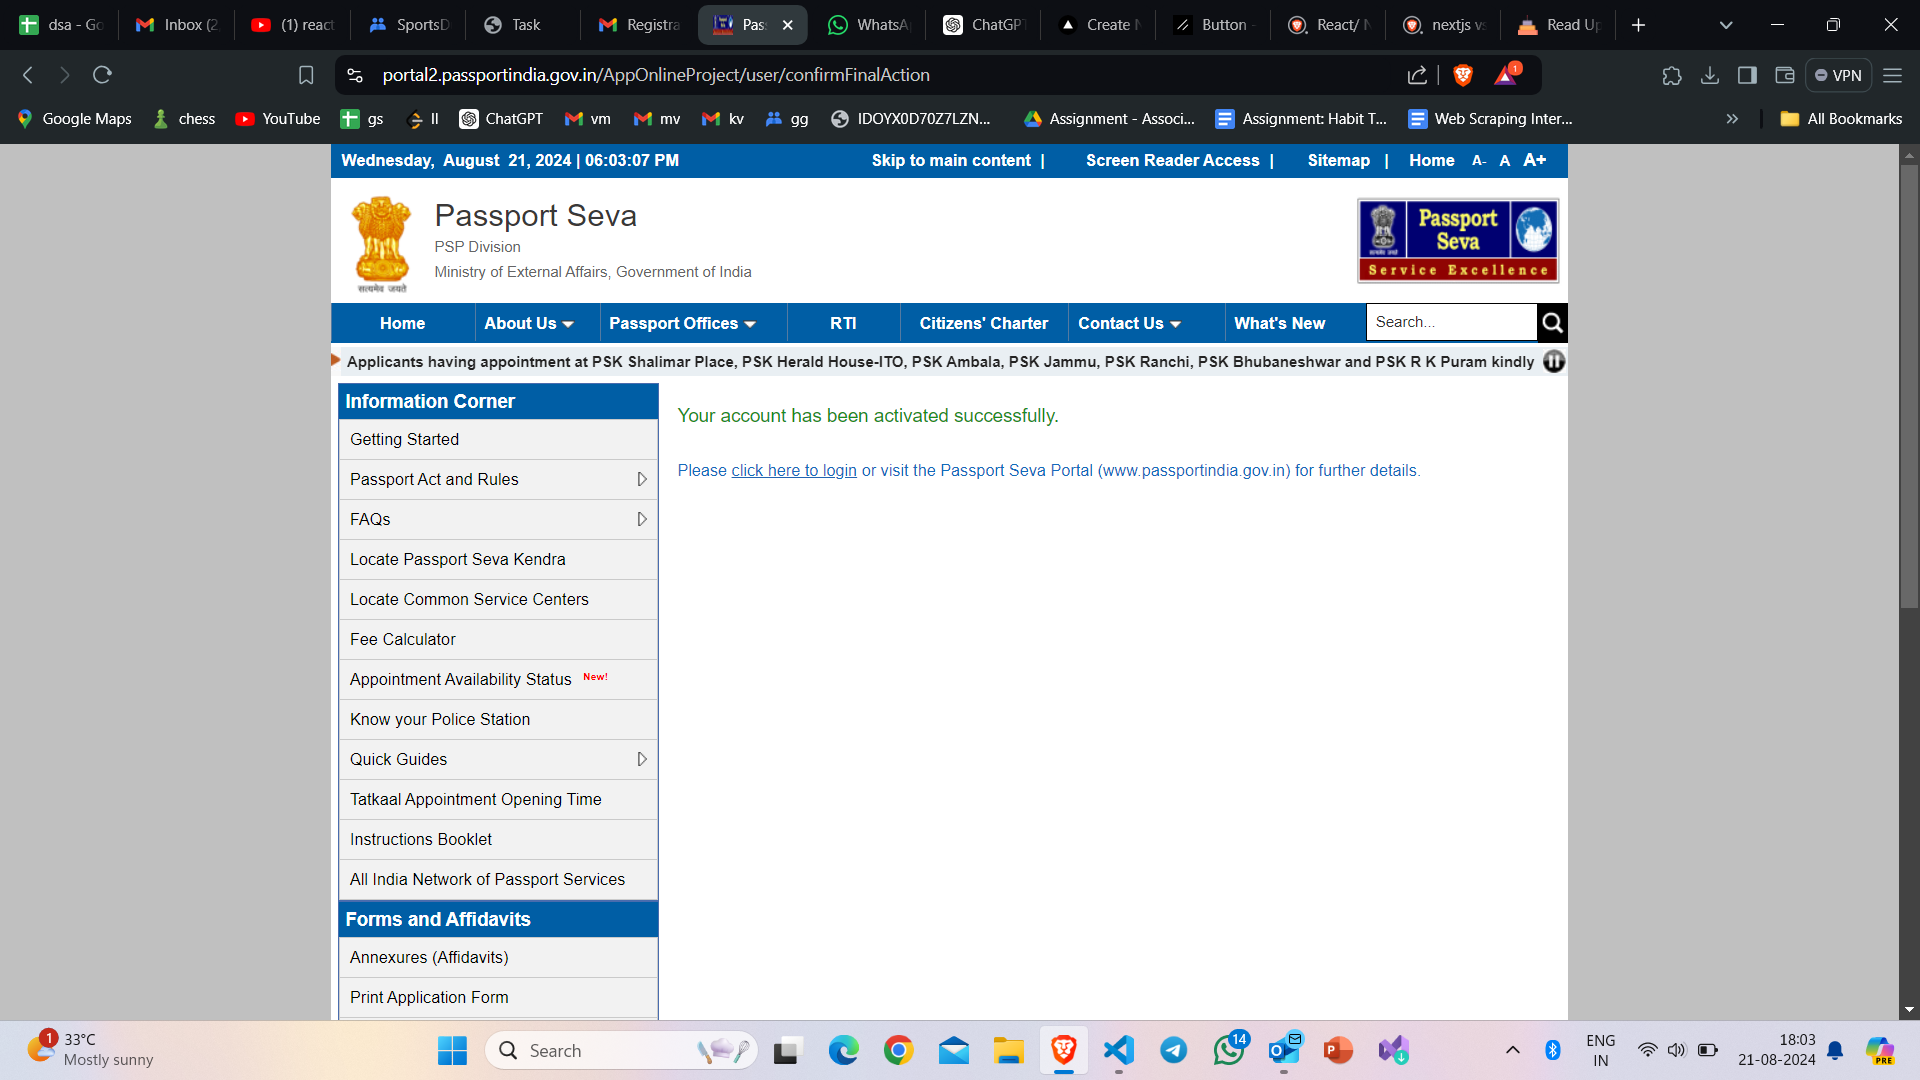 dsa - Go
Inbox (2
(1) react
SportsD
Task
Registra
Pas
WhatsA
ChatGPT
Create N
Button -
React/ N
nextjs vs
Read Up
portal2.passportindia.gov.in/AppOnlineProject/user/confirmFinalAction
1
VPN
Google Maps
chess
YouTube
gs
ll
ChatGPT
vm
mv
kv
gg
IDOYX0D70Z7LZN...
Assignment - Associ...
Assignment: Habit T...
Web Scraping Inter...
All Bookmarks
Wednesday, August 21, 2024 | 06:03:07 PM
Skip to main content |
Screen Reader Access |
Sitemap |
Home
A- A A+
सत्यमेव जयते
Passport Seva
PSP Division
Ministry of External Affairs, Government of India
Passport
Seva
Service Excellence
Home
About Us
Passport Offices
RTI
Citizens' Charter
Contact Us
What's New
Search...
Applicants having appointment at PSK Shalimar Place, PSK Herald House-ITO, PSK Ambala, PSK Jammu, PSK Ranchi, PSK Bhubaneshwar and PSK R K Puram kindly
Information Corner
Getting Started
Passport Act and Rules
FAQs
Locate Passport Seva Kendra
Locate Common Service Centers
Fee Calculator
Appointment Availability Status New!
Know your Police Station
Quick Guides
Tatkaal Appointment Opening Time
Instructions Booklet
All India Network of Passport Services
Forms and Affidavits
Annexures (Affidavits)
Print Application Form
Your account has been activated successfully.
Please click here to login or visit the Passport Seva Portal (www.passportindia.gov.in) for further details.
1
33°C
Mostly sunny
Search
14
ENG
IN
18:03
21-08-2024
PRE